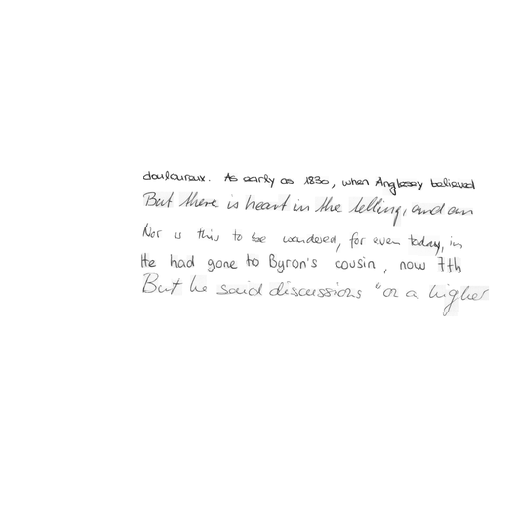 douloureux. As early as 1830, when Anglesey believed
But there is heart in the telling, and an
Nor is this to be wondered, for even today, in
He had gone to Byron's cousin, now 7th
But he said discussions "on a higher